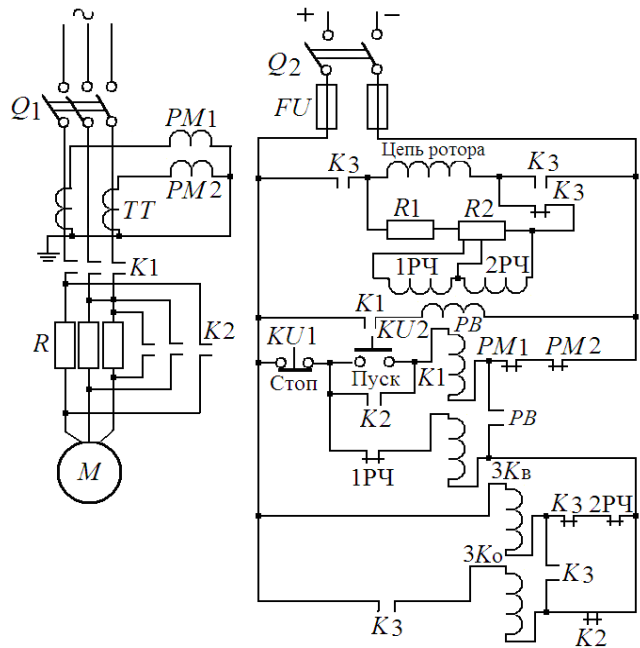 Q1
PM1
PM2
TT
K1
R
K2
M
+ −
Q2
FU
Цепь ротора
K3
K3
K3
R1
R2
1РЧ
2РЧ
K1
KU1
KU2
PB
PM1
PM2
Стоп
Пуск
K1
K2
PB
1РЧ
3Kв
K3
2РЧ
3Kо
K3
K3
K2